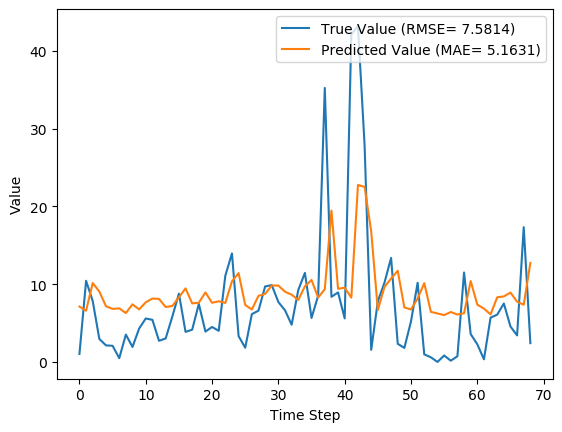 True Value (RMSE= 7.5814)
Predicted Value (MAE= 5.1631)
Value
40
30
20
10
0
0 10 20 30 40 50 60 70
Time Step